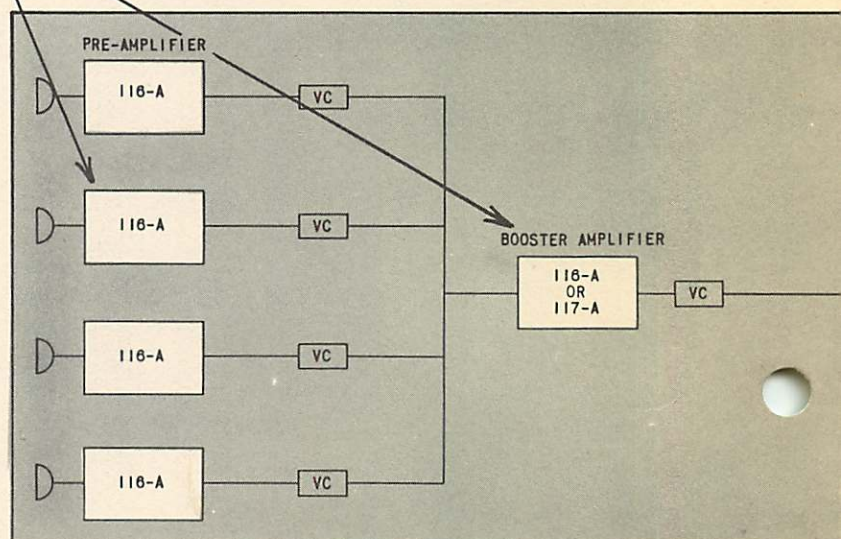 PRE-AMPLIFIER
116-A
VC
116-A
VC
BOOSTER AMPLIFIER
116-A
OR
117-A
VC
116-A
VC
116-A
VC